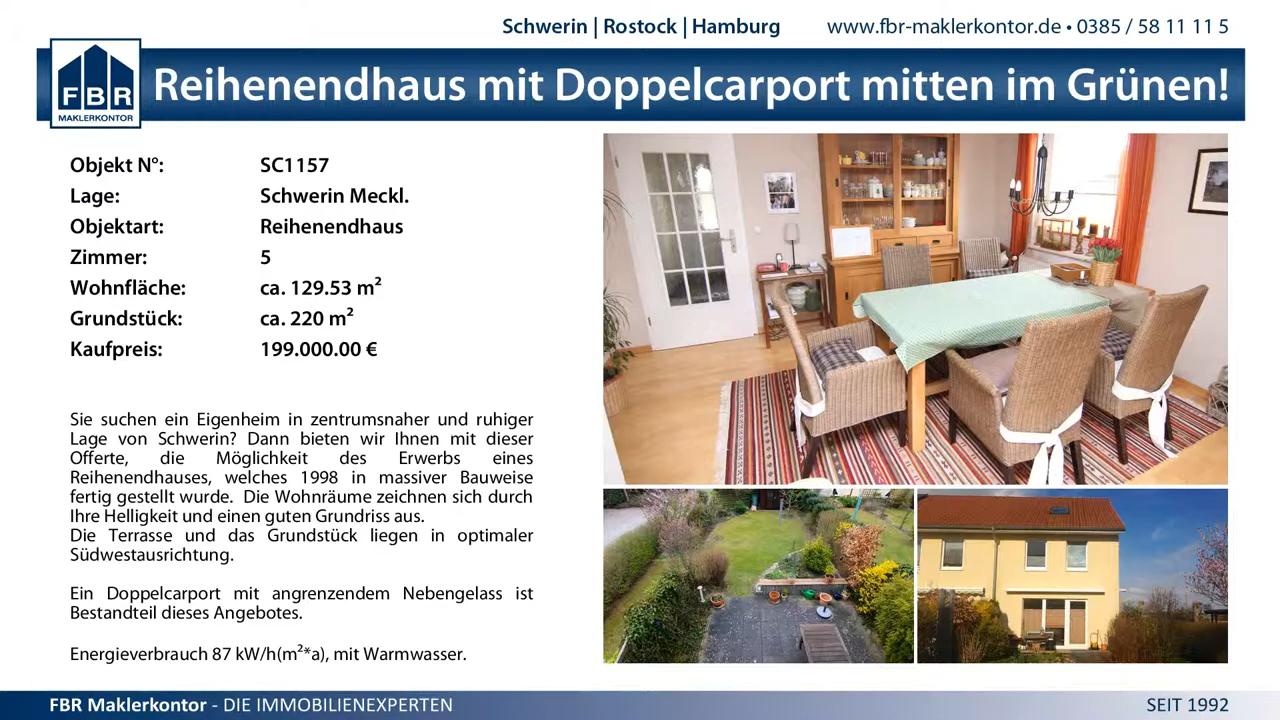 Schwerin | Rostock | Hamburg www.fbr-maklerkontor.de • 0385 / 58 11 11 5
FBR
MAKLERKONTOR
Reihenendhaus mit Doppelcarport mitten im Grünen!
Objekt N°: SC1157
Lage: Schwerin Meckl.
Objektart: Reihenendhaus
Zimmer: 5
Wohnfläche: ca. 129.53 m²
Grundstück: ca. 220 m²
Kaufpreis: 199.000.00 €
Sie suchen ein Eigenheim in zentrumsnaher und ruhiger
Lage von Schwerin? Dann bieten wir Ihnen mit dieser
Offerte, die Möglichkeit des Erwerbs eines
Reihenendhauses, welches 1998 in massiver Bauweise
fertig gestellt wurde. Die Wohnräume zeichnen sich durch
Ihre Helligkeit und einen guten Grundriss aus.
Die Terrasse und das Grundstück liegen in optimaler
Südwestausrichtung.
Ein Doppelcarport mit angrenzendem Nebengelass ist
Bestandteil dieses Angebotes.
Energieverbrauch 87 kW/h(m²*a), mit Warmwasser.
FBR Maklerkontor - DIE IMMOBILIENEXPERTEN SEIT 1992